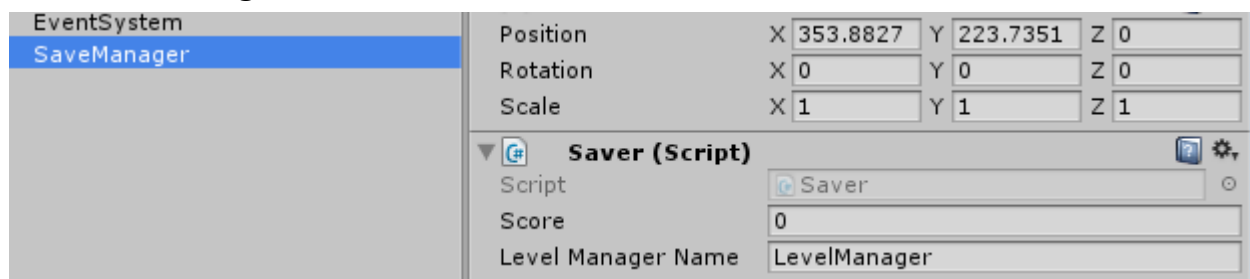 EventSystem
SaveManager
Position X 353.8827 Y 223.7351 Z 0
Rotation X 0 Y 0 Z 0
Scale X 1 Y 1 Z 1
Saver (Script)
Script Saver
Score 0
Level Manager Name LevelManager